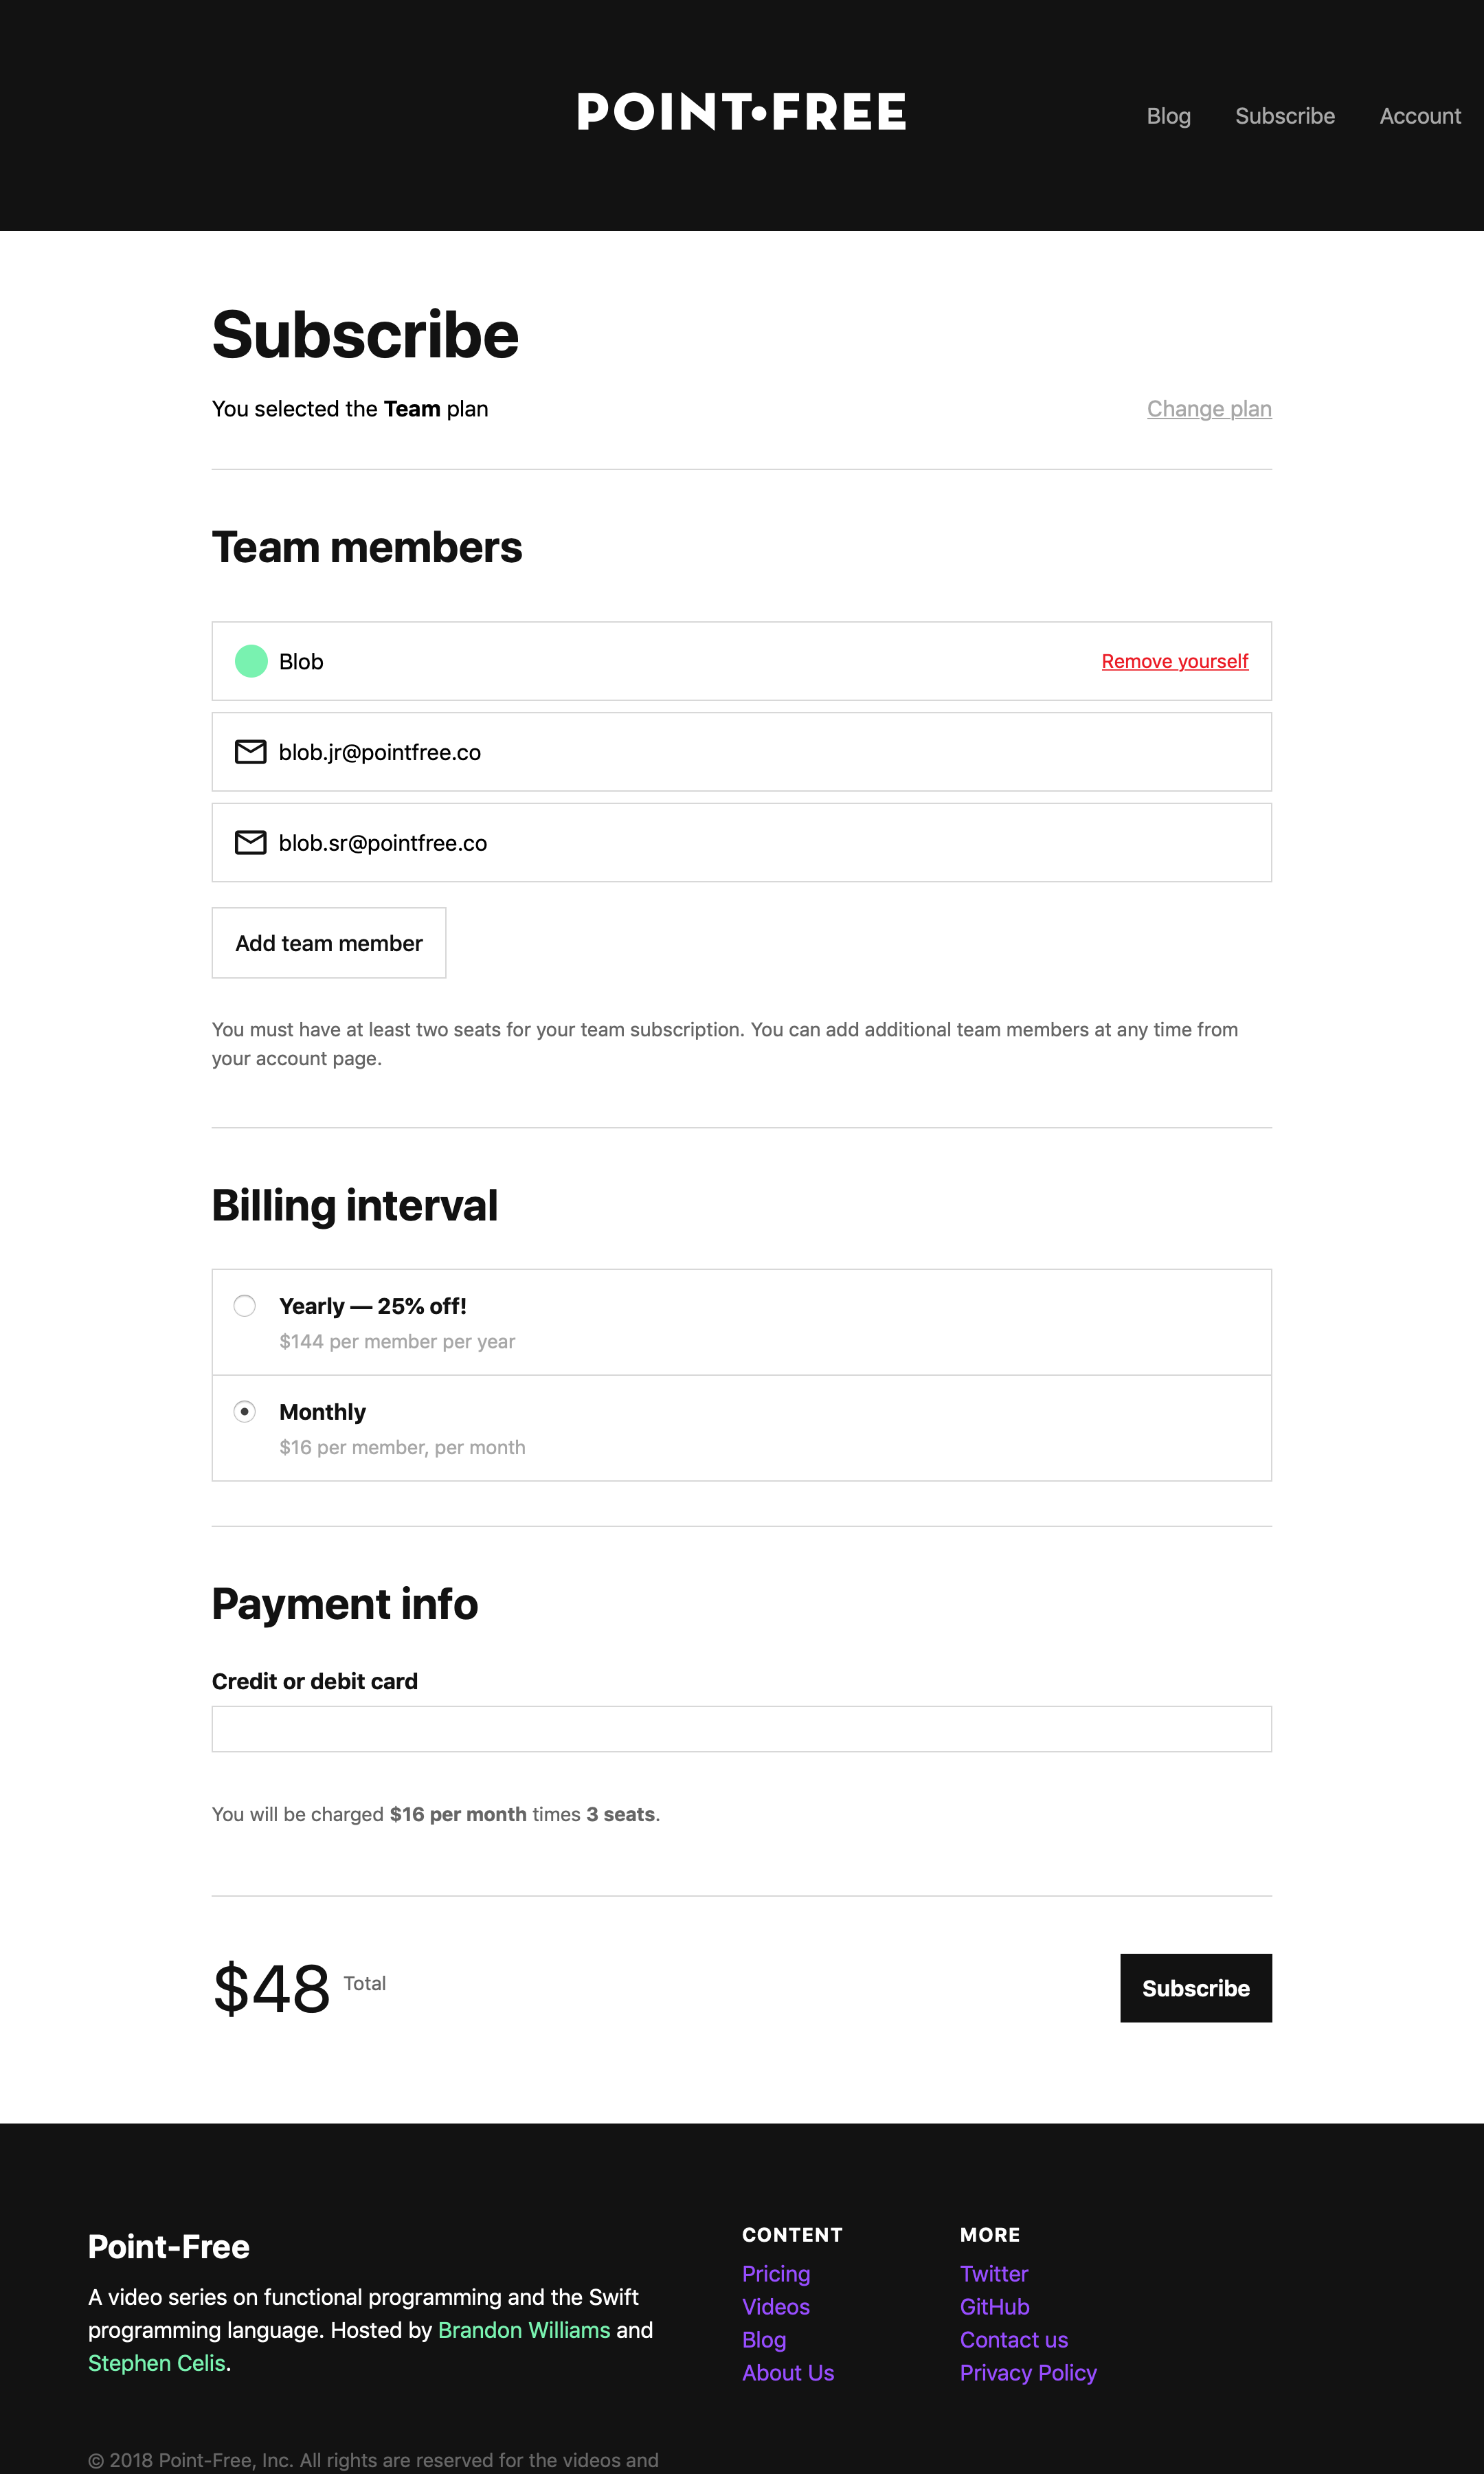 POINT•FREE
Blog Subscribe Account
Subscribe
You selected the Team plan Change plan
Team members
Blob Remove yourself
blob.jr@pointfree.co
blob.sr@pointfree.co
Add team member
You must have at least two seats for your team subscription. You can add additional team members at any time from
your account page.
Billing interval
Yearly — 25% off!
$144 per member per year
Monthly
$16 per member, per month
Payment info
Credit or debit card
You will be charged $16 per month times 3 seats.
$48 Total
Subscribe
Point-Free
A video series on functional programming and the Swift
programming language. Hosted by Brandon Williams and
Stephen Celis.
CONTENT
Pricing
Videos
Blog
About Us
MORE
Twitter
GitHub
Contact us
Privacy Policy
© 2018 Point-Free, Inc. All rights are reserved for the videos and